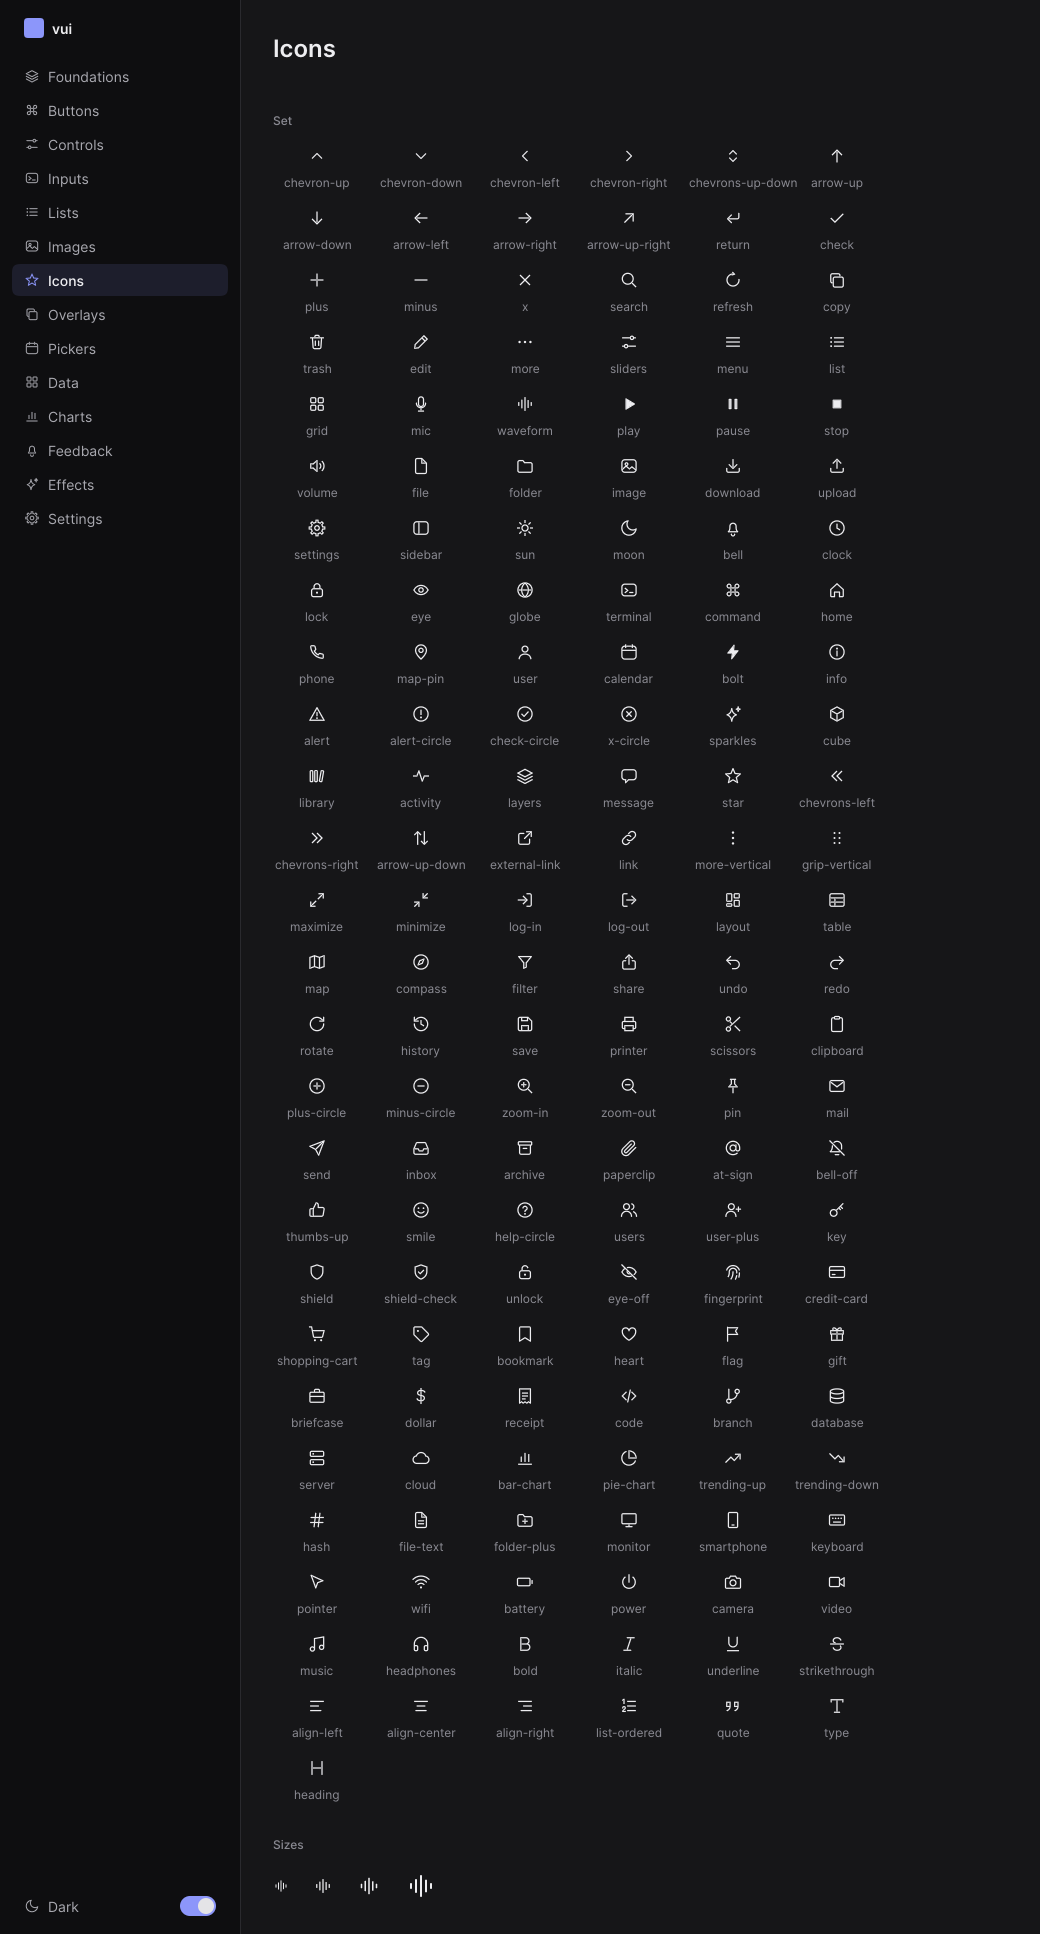 vui
Foundations
Buttons
Controls
Inputs
Lists
Images
Icons
Overlays
Pickers
Data
Charts
Feedback
Effects
Settings
Dark
Icons
Set
chevron-up chevron-down chevron-left chevron-right chevrons-up-down arrow-up
arrow-down arrow-left arrow-right arrow-up-right return check
plus minus x search refresh copy
trash edit more sliders menu list
grid mic waveform play pause stop
volume file folder image download upload
settings sidebar sun moon bell clock
lock eye globe terminal command home
phone map-pin user calendar bolt info
alert alert-circle check-circle x-circle sparkles cube
library activity layers message star chevrons-left
chevrons-right arrow-up-down external-link link more-vertical grip-vertical
maximize minimize log-in log-out layout table
map compass filter share undo redo
rotate history save printer scissors clipboard
plus-circle minus-circle zoom-in zoom-out pin mail
send inbox archive paperclip at-sign bell-off
thumbs-up smile help-circle users user-plus key
shield shield-check unlock eye-off fingerprint credit-card
shopping-cart tag bookmark heart flag gift
briefcase dollar receipt code branch database
server cloud bar-chart pie-chart trending-up trending-down
hash file-text folder-plus monitor smartphone keyboard
pointer wifi battery power camera video
music headphones bold italic underline strikethrough
align-left align-center align-right list-ordered quote type
heading
Sizes